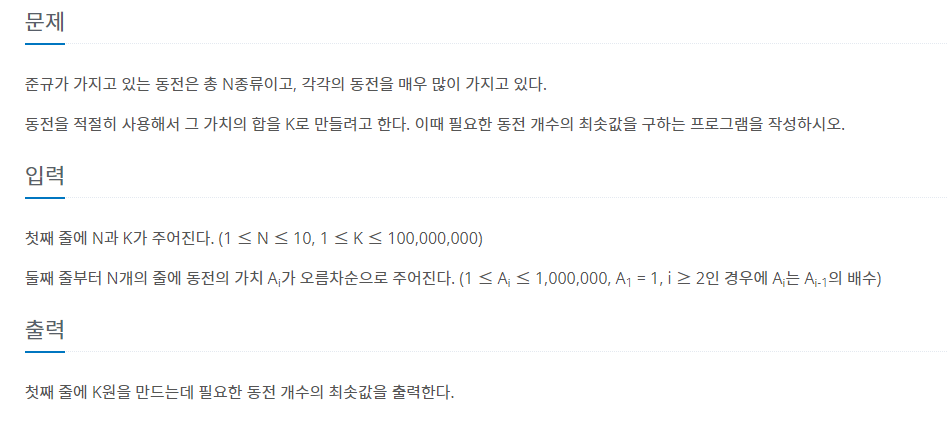 문제
준규가 가지고 있는 동전은 총 N종류이고, 각각의 동전을 매우 많이 가지고 있다.
동전을 적절히 사용해서 그 가치의 합을 K로 만들려고 한다. 이때 필요한 동전 개수의 최솟값을 구하는 프로그램을 작성하시오.
입력
첫째 줄에 N과 K가 주어진다. (1 ≤ N ≤ 10, 1 ≤ K ≤ 100,000,000)
둘째 줄부터 N개의 줄에 동전의 가치 Aᵢ가 오름차순으로 주어진다. (1 ≤ Aᵢ ≤ 1,000,000, A₁ = 1, i ≥ 2인 경우에 Aᵢ는 Aᵢ₋₁의 배수)
출력
첫째 줄에 K원을 만드는데 필요한 동전 개수의 최솟값을 출력한다.